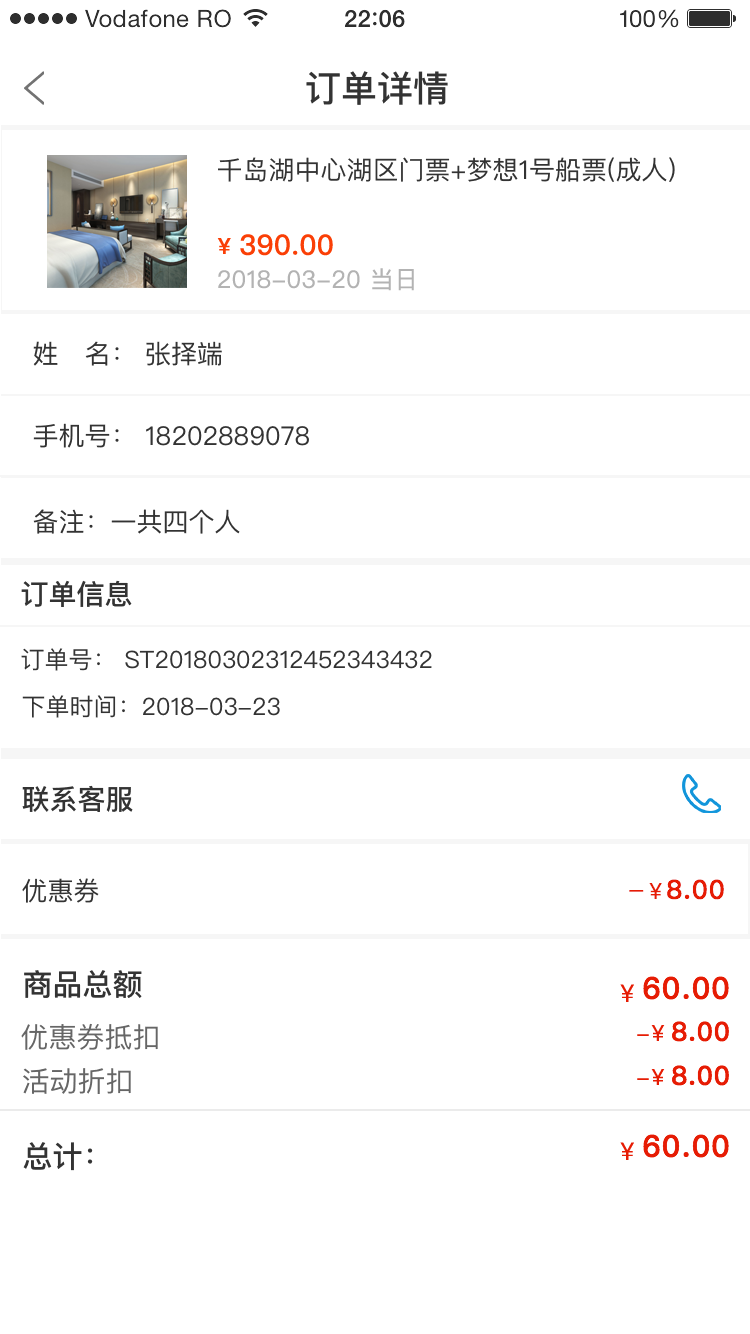 Vodafone RO 22:06 100%
订单详情
千岛湖中心湖区门票+梦想1号船票(成人)
¥ 390.00
2018-03-20 当日
姓 名： 张择端
手机号： 18202889078
备注：一共四个人
订单信息
订单号： ST20180302312452343432
下单时间：2018-03-23
联系客服
优惠券 -¥8.00
商品总额 ¥ 60.00
优惠券抵扣 -¥ 8.00
活动折扣 -¥ 8.00
总计： ¥ 60.00